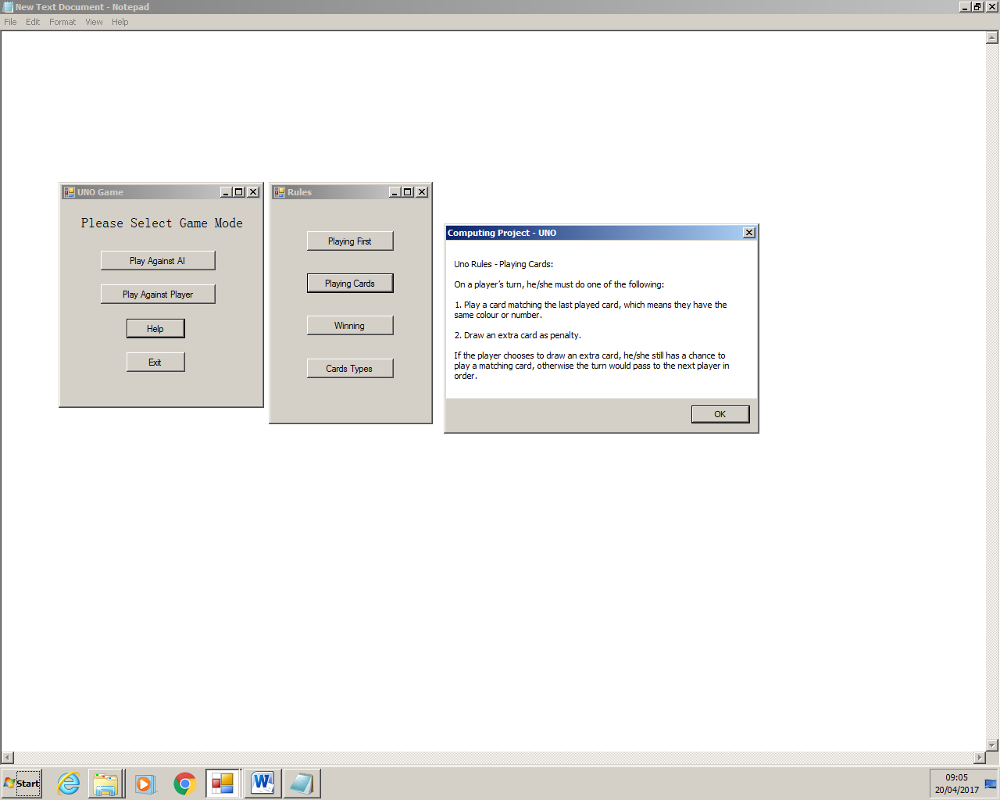 New Text Document - Notepad
File Edit Format View Help
UNO Game
Please Select Game Mode
Play Against AI
Play Against Player
Help
Exit
Rules
Playing First
Playing Cards
Winning
Cards Types
Computing Project - UNO
Uno Rules - Playing Cards:
On a player's turn, he/she must do one of the following:
1. Play a card matching the last played card, which means they have the
same colour or number.
2. Draw an extra card as penalty.
If the player chooses to draw an extra card, he/she still has a chance to
play a matching card, otherwise the turn would pass to the next player in
order.
OK
Start
09:05
20/04/2017